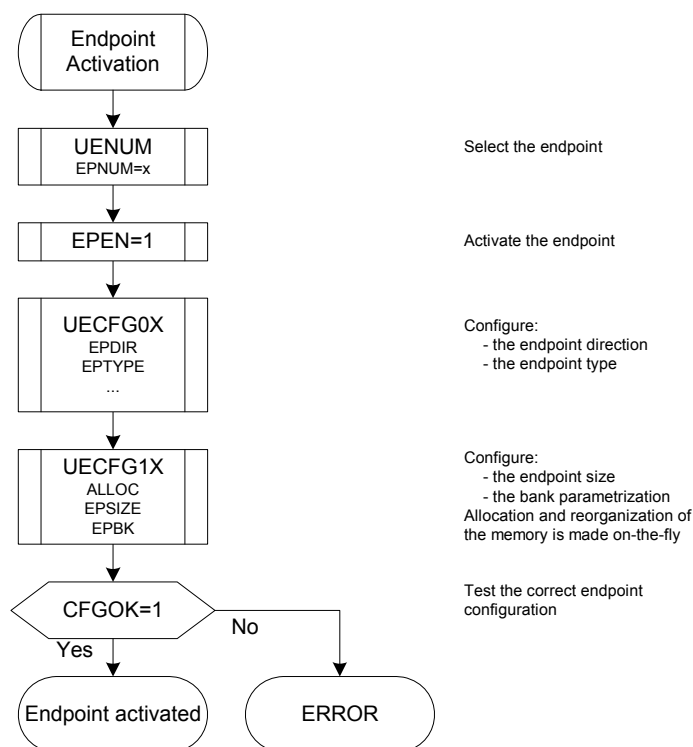 Endpoint
Activation
UENUM
EPNUM=x
Select the endpoint
EPEN=1
Activate the endpoint
UECFG0X
EPDIR
EPTYPE
...
Configure:
- the endpoint direction
- the endpoint type
UECFG1X
ALLOC
EPSIZE
EPBK
Configure:
- the endpoint size
- the bank parametrization
Allocation and reorganization of
the memory is made on-the-fly
CFGOK=1
Test the correct endpoint
configuration
No
Yes
Endpoint activated
ERROR